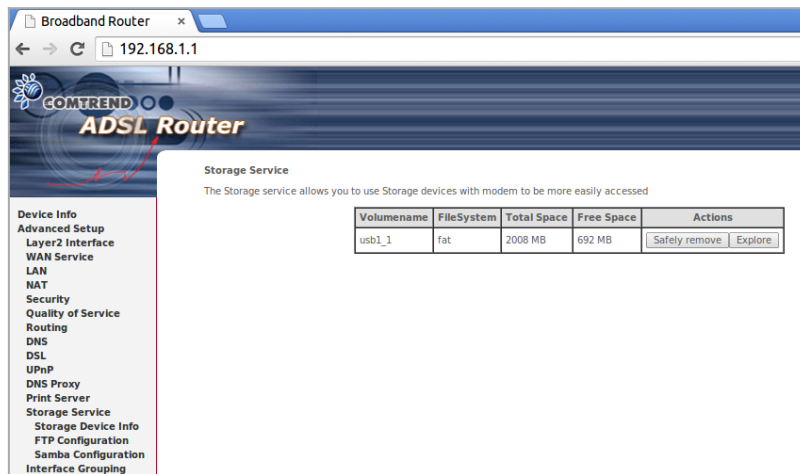 Broadband Router ×
192.168.1.1
COMTREND
ADSL Router
Storage Service
The Storage service allows you to use Storage devices with modem to be more easily accessed
Volumename FileSystem Total Space Free Space Actions
usb1_1 fat 2008 MB 692 MB Safely remove Explore
Device Info
Advanced Setup
Layer2 Interface
WAN Service
LAN
NAT
Security
Quality of Service
Routing
DNS
DSL
UPnP
DNS Proxy
Print Server
Storage Service
Storage Device Info
FTP Configuration
Samba Configuration
Interface Grouping